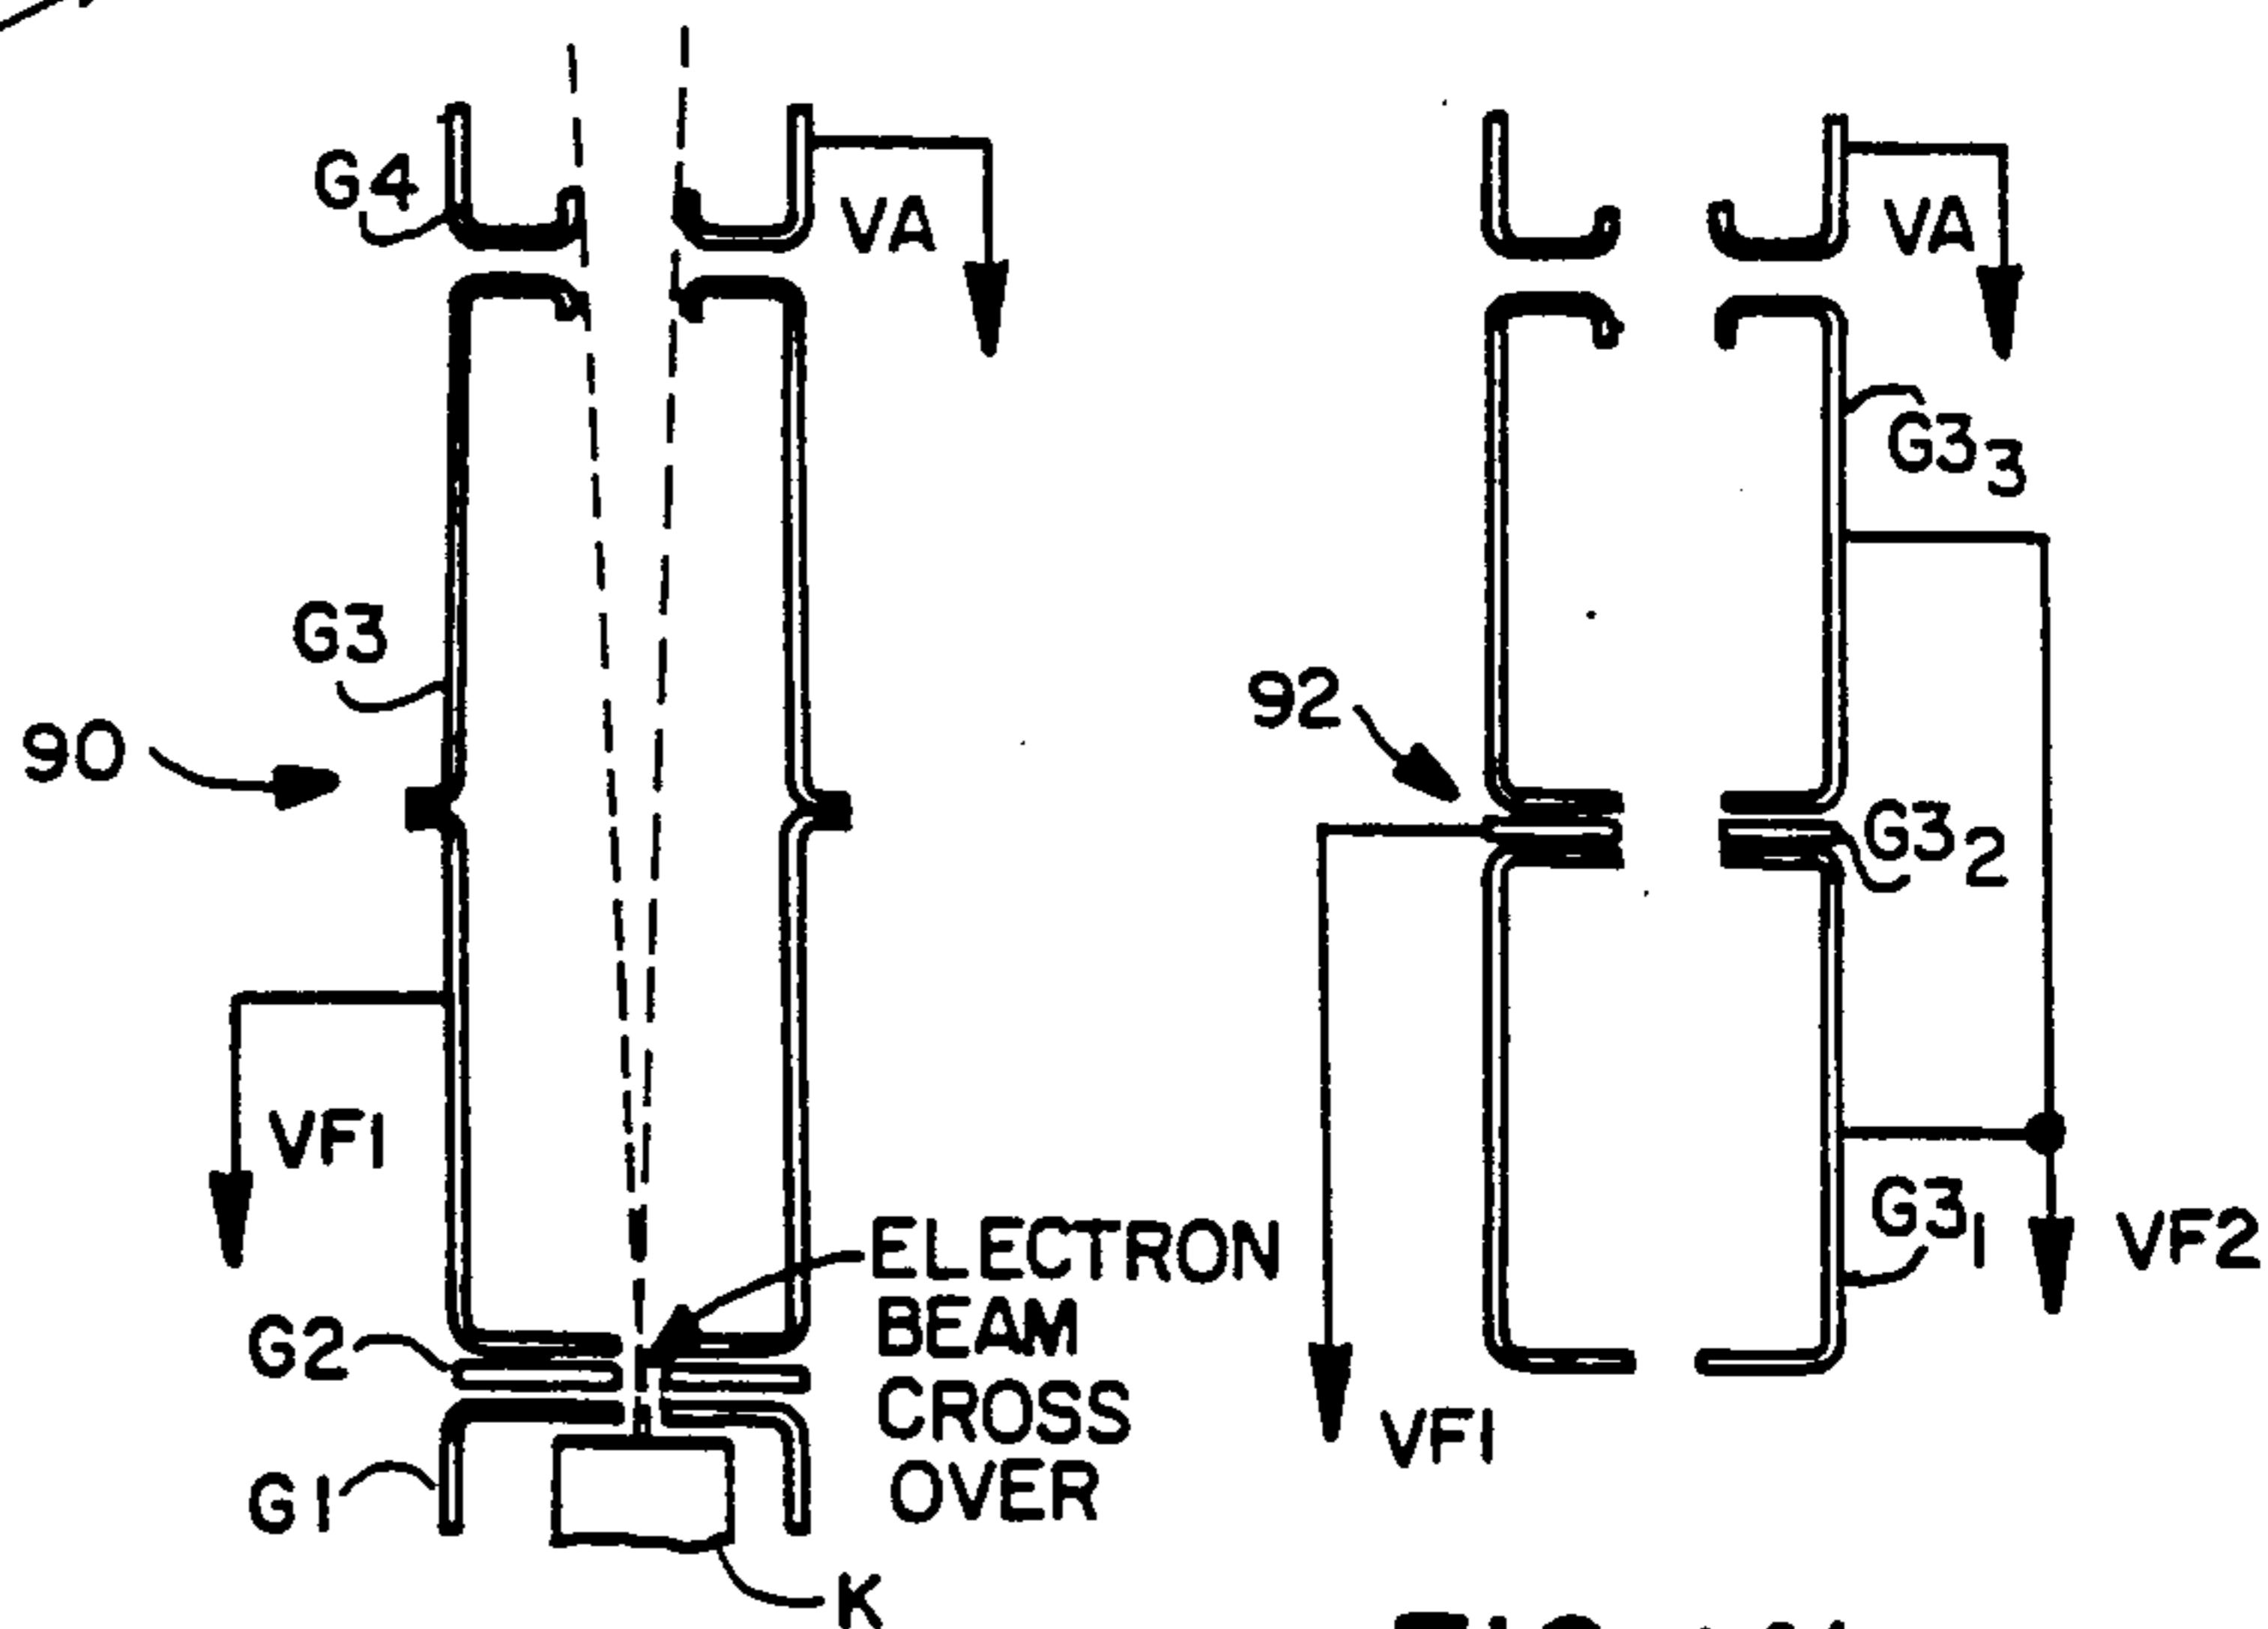 G4
VA
G3
90
VF1
ELECTRON
BEAM
CROSS
OVER
G2
G1
K
VA
G33
92
G32
G31
VF2
VF1